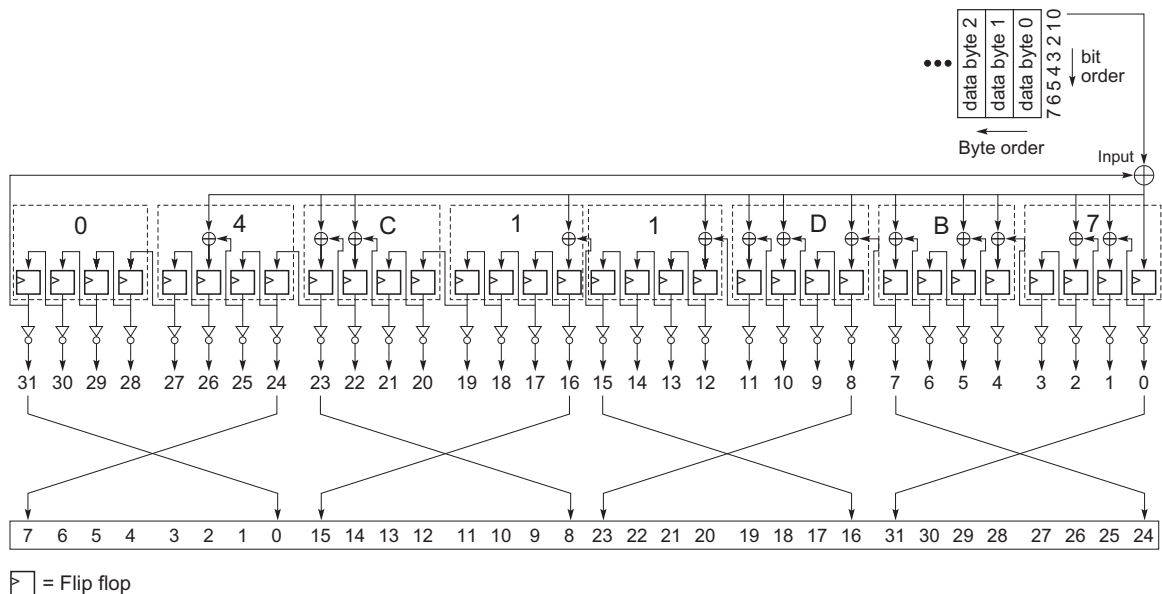 data byte 2
data byte 1
data byte 0
7 6 5 4 3 2 1 0
bit
order
Byte order
Input
0 4 C 1 1 D B 7
31 30 29 28 27 26 25 24 23 22 21 20 19 18 17 16 15 14 13 12 11 10 9 8 7 6 5 4 3 2 1 0
7 6 5 4 3 2 1 0 15 14 13 12 11 10 9 8 23 22 21 20 19 18 17 16 31 30 29 28 27 26 25 24
= Flip flop